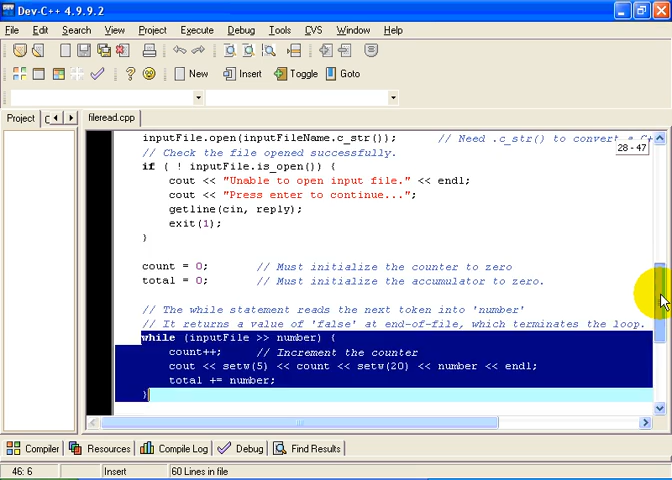 Dev-C++ 4.9.9.2
File Edit Search View Project Execute Debug Tools CVS Window Help
New Insert Toggle Goto
Project fileread.cpp
inputFile.open(inputFileName.c_str()); // Need .c_str() to convert a C+
28 - 47
// Check the file opened successfully.
if ( ! inputFile.is_open()) {
cout << "Unable to open input file." << endl;
cout << "Press enter to continue...";
getline(cin, reply);
exit(1);
}
count = 0; // Must initialize the counter to zero
total = 0; // Must initialize the accumulator to zero.
// The while statement reads the next token into 'number'
// It returns a value of 'false' at end-of-file, which terminates the loop.
while (inputFile >> number) {
count++; // Increment the counter
cout << setw(5) << count << setw(20) << number << endl;
total += number;
}
Compiler Resources Compile Log Debug Find Results
46: 6 Insert 60 Lines in file